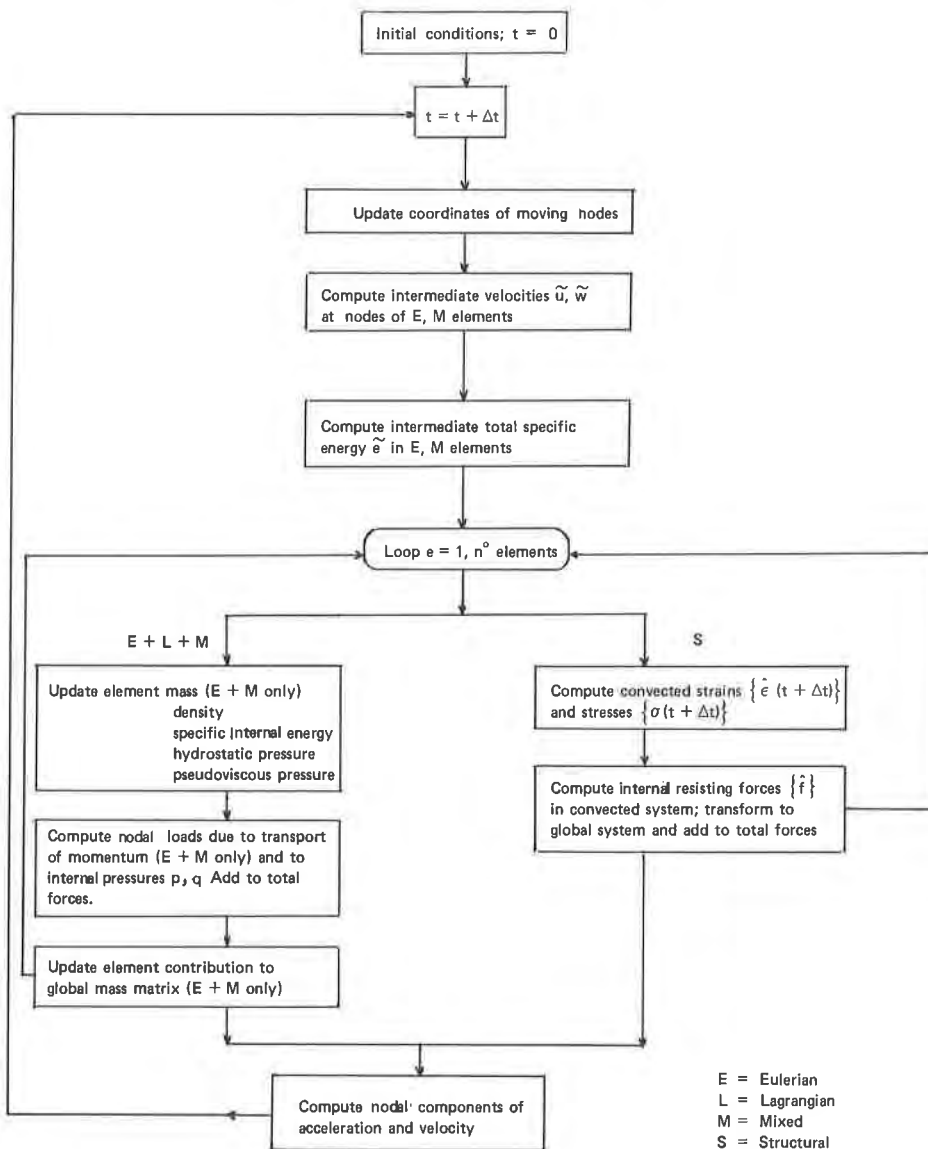 Initial conditions; t = 0
t = t + Δt
Update coordinates of moving hodes
Compute intermediate velocities ũ, w̃
at nodes of E, M elements
Compute intermediate total specific
energy ẽ in E, M elements
Loop e = 1, n° elements
E + L + M
S
Update element mass (E + M only)
density
specific Internal energy
hydrostatic pressure
pseudoviscous pressure
Compute nodal loads due to transport
of momentum (E + M only) and to
internal pressures p, q Add to total
forces.
Update element contribution to
global mass matrix (E + M only)
Compute convected strains { ε̂ (t + Δt)}
and stresses { σ(t + Δt)}
Compute internal resisting forces { f̂ }
in convected system; transform to
global system and add to total forces
Compute nodal components of
acceleration and velocity
E = Eulerian
L = Lagrangian
M = Mixed
S = Structural